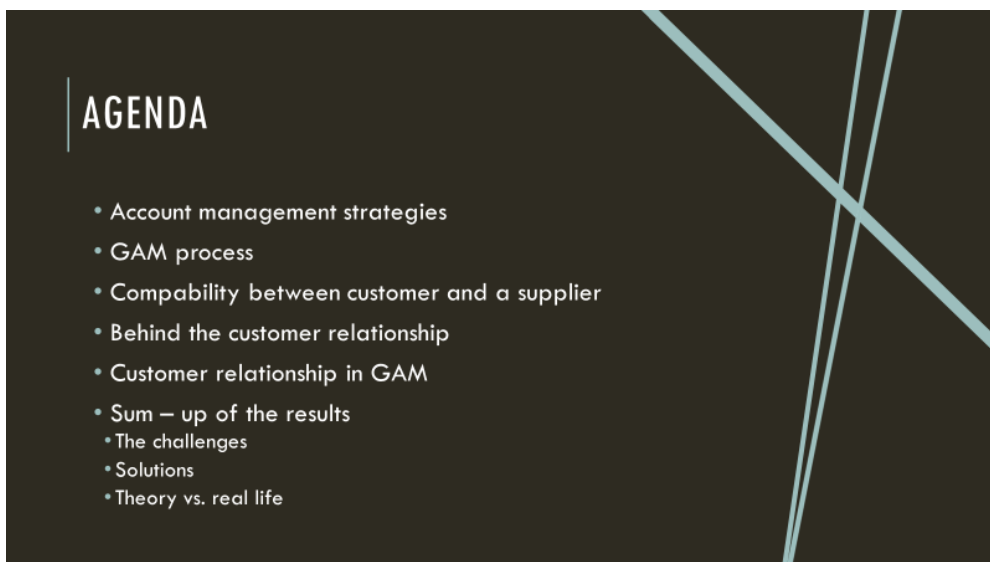 AGENDA
• Account management strategies
• GAM process
• Compability between customer and a supplier
• Behind the customer relationship
• Customer relationship in GAM
• Sum – up of the results
• The challenges
• Solutions
• Theory vs. real life